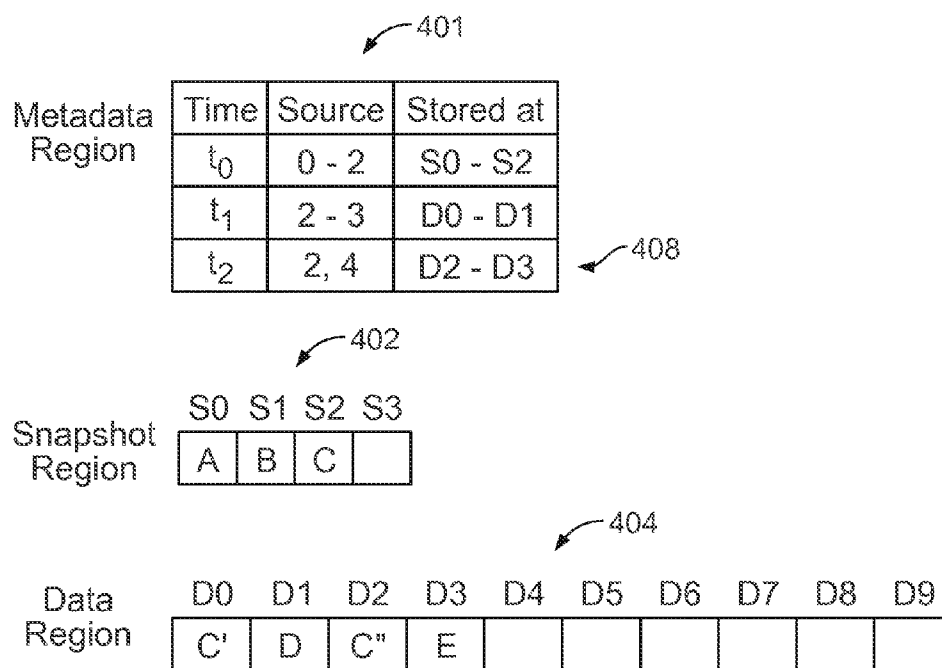 401
Metadata Region
Time Source Stored at
t0 0 - 2 S0 - S2
t1 2 - 3 D0 - D1
t2 2, 4 D2 - D3
408
402
S0 S1 S2 S3
Snapshot Region
A B C
404
D0 D1 D2 D3 D4 D5 D6 D7 D8 D9
Data Region
C' D C" E